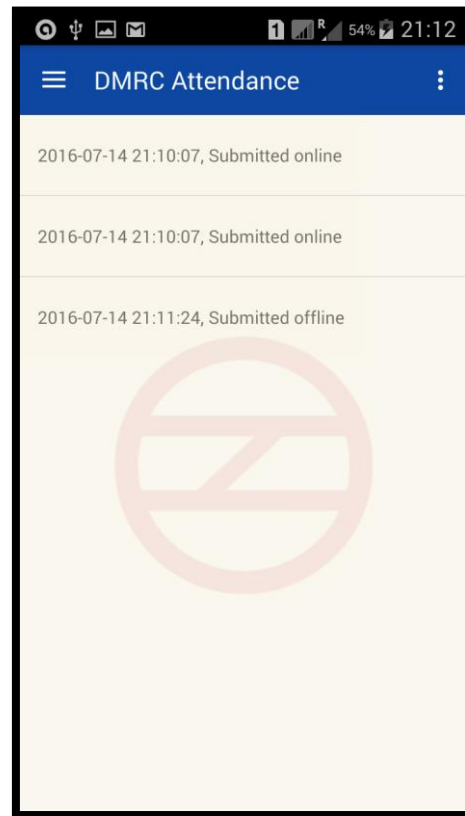 1 R 54% 21:12
DMRC Attendance
2016-07-14 21:10:07, Submitted online
2016-07-14 21:10:07, Submitted online
2016-07-14 21:11:24, Submitted offline